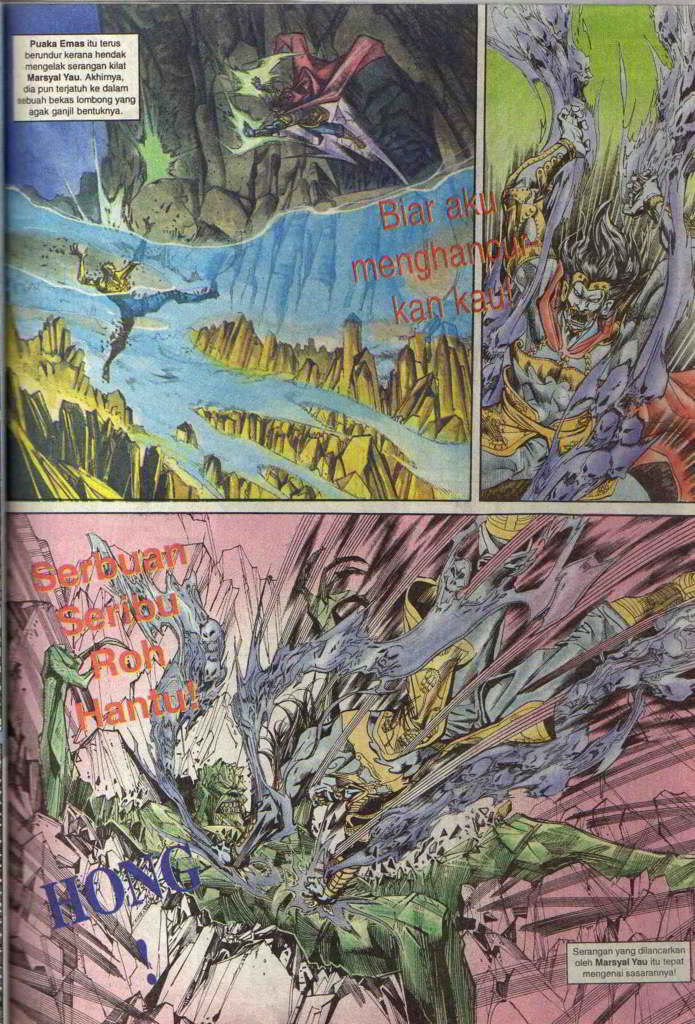 Puaka Emas itu terus
berundur kerana hendak
mengelak serangan kilat
Marsyal Yau. Akhirnya,
dia pun terjatuh ke dalam
sebuah bekas lombong yang
agak ganjil bentuknya.
Biar aku
menghancur-
kan kau!
Serbuan
Seribu
Roh
Hantu!
HONG
!
Serangan yang dilancarkan
oleh Marsyal Yau itu tepat
mengenai sasarannya!